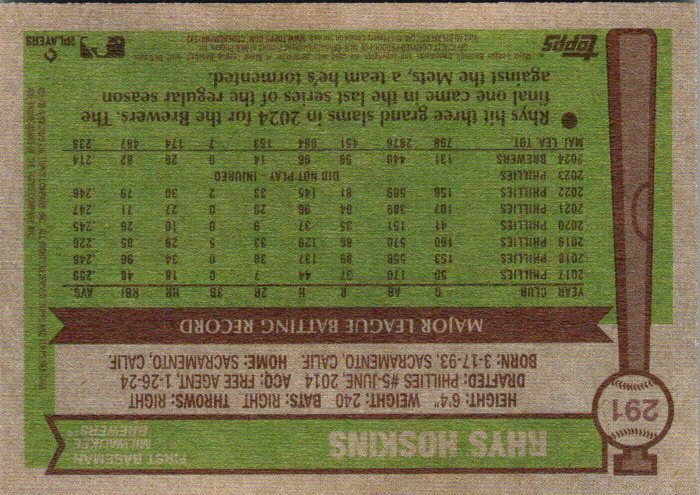 291
RHYS HOSKINS
FIRST BASEMAN
MILWAUKEE
BREWERS
HEIGHT: 6'4" WEIGHT: 240 BATS: RIGHT THROWS: RIGHT
DRAFTED: PHILLIES #5-JUNE, 2014 ACQ: FREE AGENT, 1-26-24
BORN: 3-17-93, SACRAMENTO, CALIF. HOME: SACRAMENTO, CALIF.
MAJOR LEAGUE BATTING RECORD
YEAR CLUB G AB R H 2B 3B HR RBI AVG.
2017 PHILLIES 50 170 37 44 7 0 18 48 .259
2018 PHILLIES 153 558 89 137 38 0 34 96 .246
2019 PHILLIES 160 570 86 129 33 5 29 85 .226
2020 PHILLIES 41 151 35 37 9 0 10 26 .245
2021 PHILLIES 107 389 64 96 29 0 27 71 .247
2022 PHILLIES 156 589 81 145 33 2 30 79 .246
2023 PHILLIES DID NOT PLAY - INJURED
2024 BREWERS 131 449 59 96 14 0 26 82 .214
MAJ. LEA. TOT. 798 2876 451 684 163 7 174 487 .238
● Rhys hit three grand slams in 2024 for the Brewers. The
final one came in the last series of the regular season
against the Mets, a team he's tormented.
topps
PLAYERS